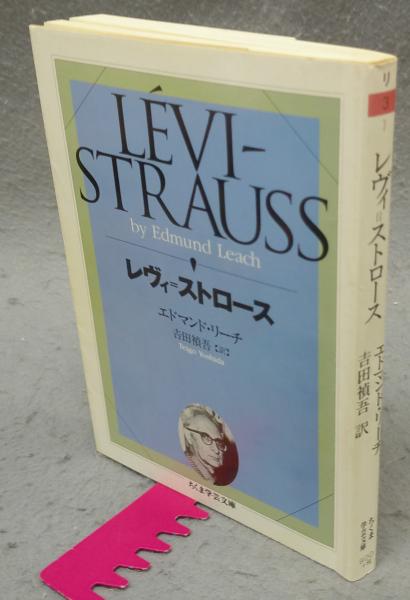 LÉVI-
STRAUSS
by Edmund Leach
レヴィ=ストロース
エドマンド・リーチ
吉田禎吾:訳
Teigo Yoshida
ちくま学芸文庫
リ
3
1
レヴィ=ストロース
エドマンド・リーチ
吉田禎吾 訳
ちくま
学芸文庫